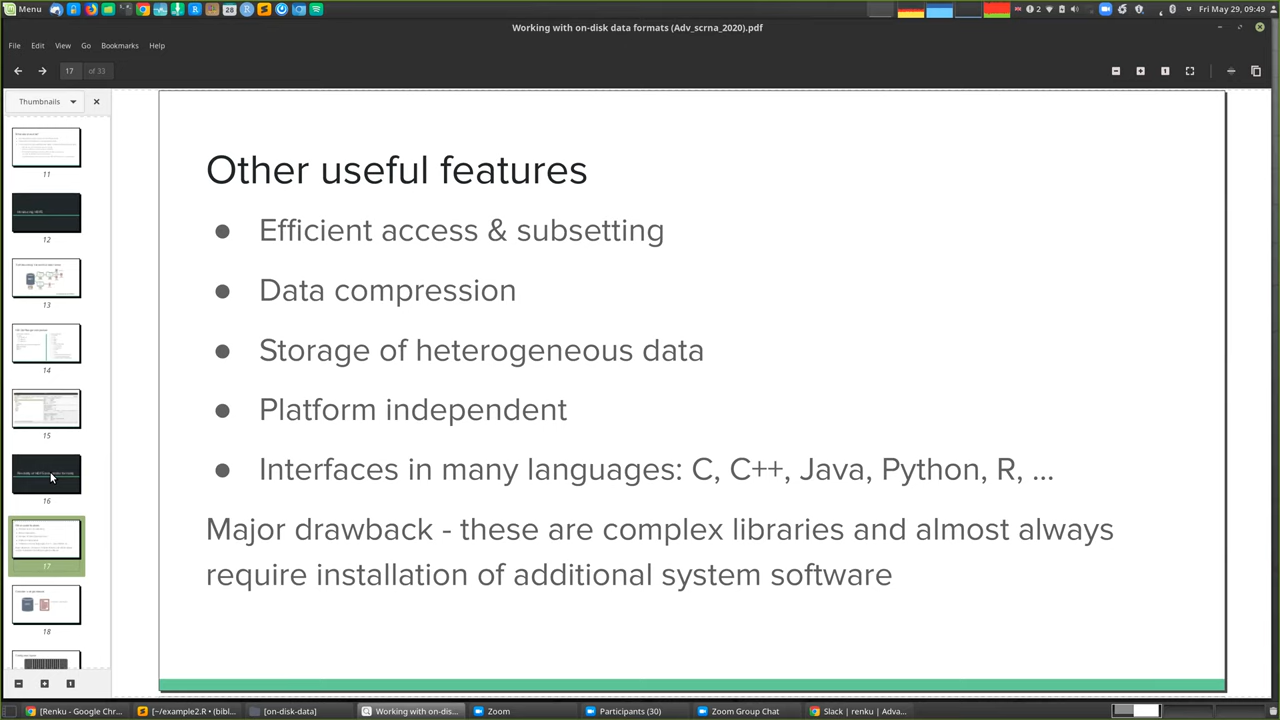 Menu
28
2
Fri May 29, 09:49
Working with on-disk data formats (Adv_scrna_2020).pdf
File Edit View Go Bookmarks Help
17 of 33
Thumbnails
11
12
13
14
15
16
17
18
Other useful features
● Efficient access & subsetting
● Data compression
● Storage of heterogeneous data
● Platform independent
● Interfaces in many languages: C, C++, Java, Python, R, ...
Major drawback - these are complex libraries and almost always
require installation of additional system software
[Renku - Google Chr... [~/example2.R • (bibl... [on-disk-data] Working with on-dis... Zoom Participants (30) Zoom Group Chat Slack | renku | Adva...